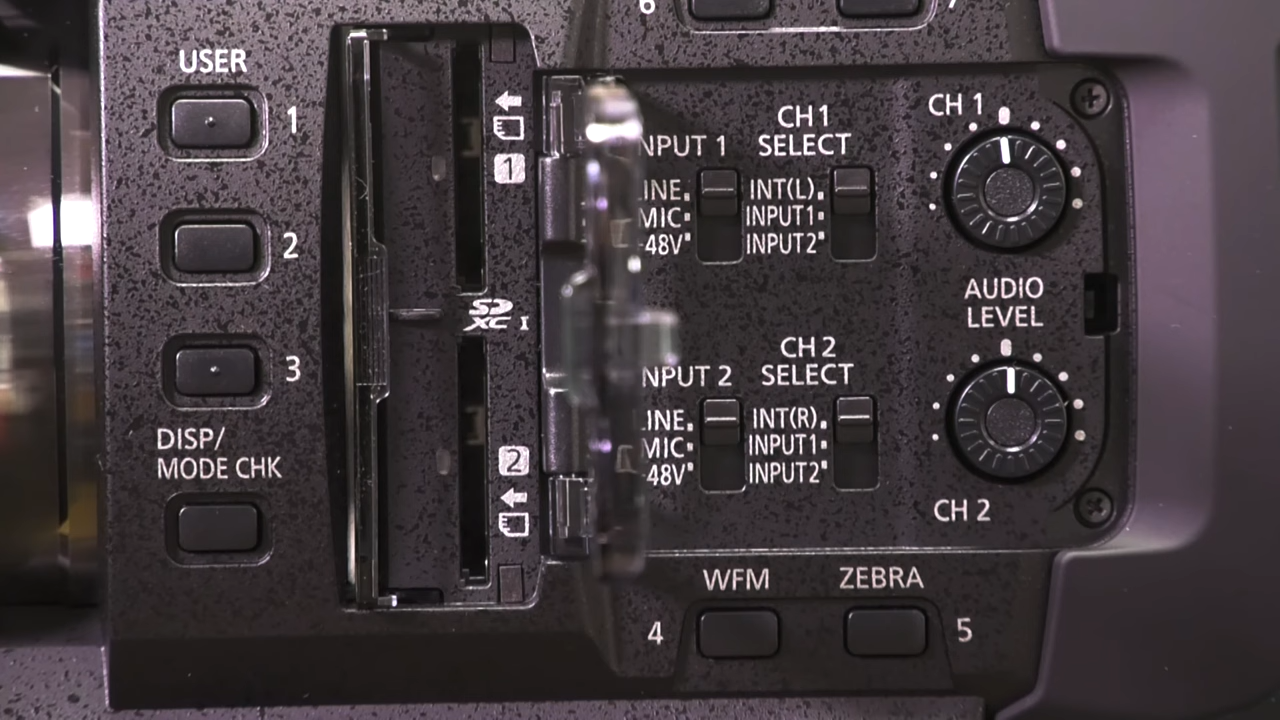 6
7
USER
1
2
3
DISP/
MODE CHK
1
SD
XC I
2
NPUT 1
INE
MIC
48V
CH1
SELECT
INT(L)
INPUT1
INPUT2
CH 1
AUDIO
LEVEL
NPUT 2
INE
MIC
48V
CH 2
SELECT
INT(R)
INPUT1
INPUT2
CH 2
WFM
ZEBRA
4
5